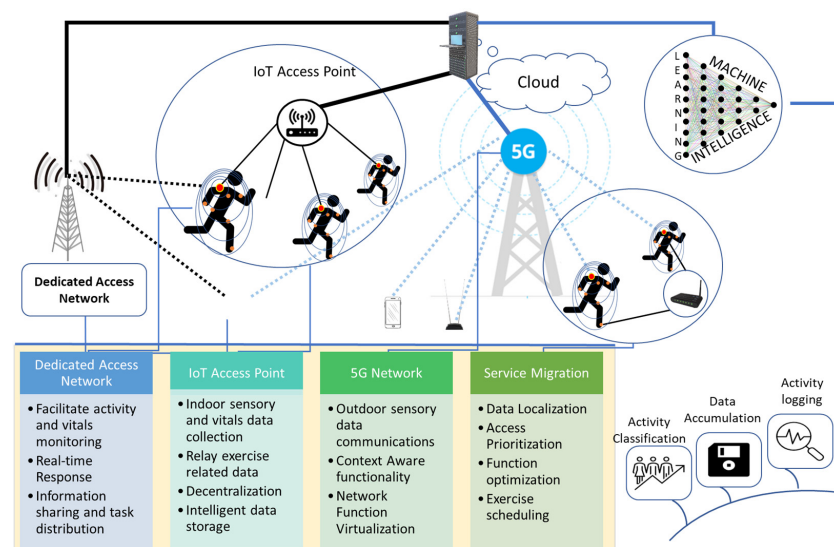 IoT Access Point
Cloud
LEARNING
MACHINE
INTELLIGENCE
5G
Dedicated Access
Network
Dedicated Access
Network
• Facilitate activity
and vitals
monitoring
• Real-time
Response
• Information
sharing and task
distribution
IoT Access Point
• Indoor sensory
and vitals data
collection
• Relay exercise
related data
• Decentralization
• Intelligent data
storage
5G Network
• Outdoor sensory
data
communications
• Context Aware
functionality
• Network
Function
Virtualization
Service Migration
• Data Localization
• Access
Prioritization
• Function
optimization
• Exercise
scheduling
Activity
Classification
Data
Accumulation
Activity
logging